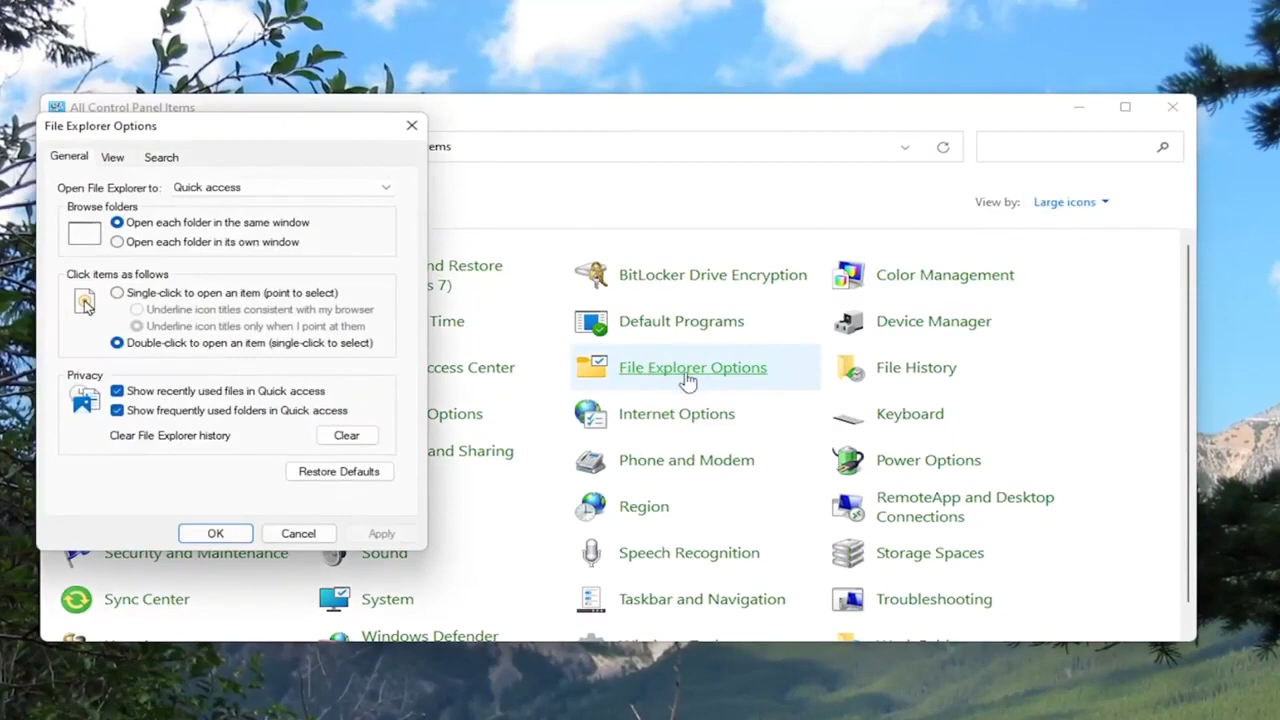 All Control Panel Items
File Explorer Options
General View Search
Open File Explorer to: Quick access
Browse folders
Open each folder in the same window
Open each folder in its own window
Click items as follows
Single-click to open an item (point to select)
Underline icon titles consistent with my browser
Underline icon titles only when I point at them
Double-click to open an item (single-click to select)
Privacy
Show recently used files in Quick access
Show frequently used folders in Quick access
Clear File Explorer history Clear
Restore Defaults
OK Cancel Apply
ems
View by: Large icons
nd Restore
s 7)
BitLocker Drive Encryption
Color Management
Time
Default Programs
Device Manager
ccess Center
File Explorer Options
File History
Options
Internet Options
Keyboard
and Sharing
Phone and Modem
Power Options
Region
RemoteApp and Desktop
Connections
Security and Maintenance
Sound
Speech Recognition
Storage Spaces
Sync Center
System
Taskbar and Navigation
Troubleshooting
Windows Defender